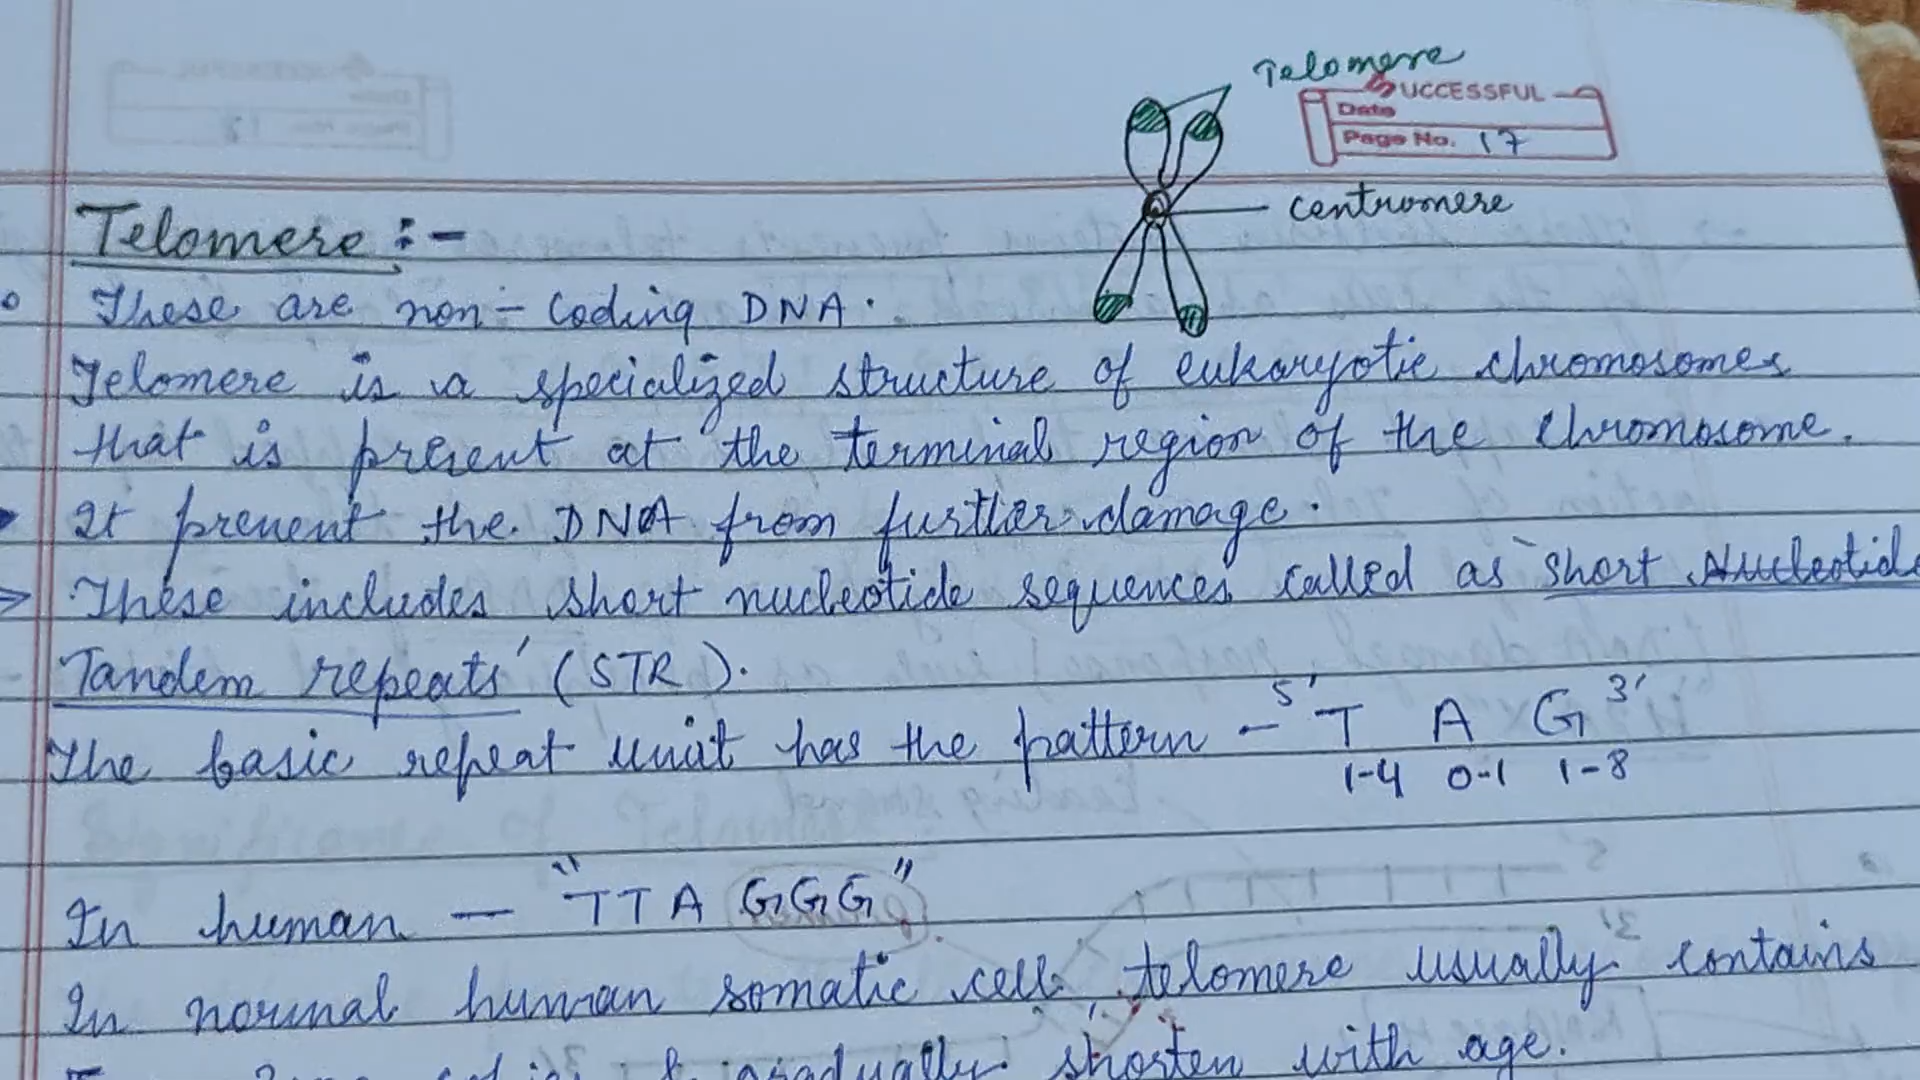 Telomere
SUCCESSFUL
Date
Page No. 17
centromere
Telomere :-
These are non-coding DNA.
Telomere is a specialized structure of eukaryotic chromosomes
that is present at the terminal region of the chromosome.
It prevent the DNA from further damage.
These includes short nucleotide sequences called as 'Short Nucleotide
Tandem repeats' (STR).
The basic repeat unit has the pattern - 5' T A G 3'
1-4 0-1 1-8
In human — "TTA GGG"
In normal human somatic cell telomere usually contains
gradually shorten with age.